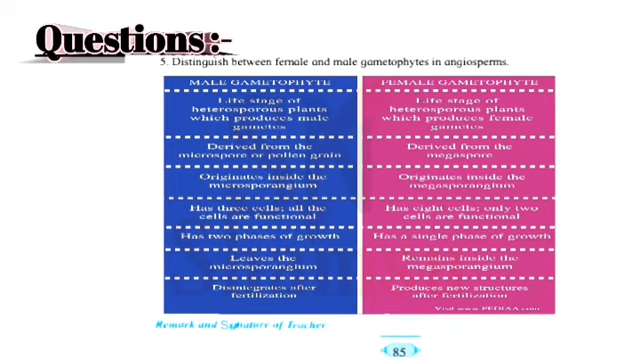 Questions:-
5. Distinguish between female and male gametophytes in angiosperms.
MALE GAMETOPHYTE
Life stage of
heterosporous plants
which produces male
gametes
Derived from the
microspore or pollen grain
Originates inside the
microsporangium
Has three cells; all the
cells are functional
Has two phases of growth
Leaves the
microsporangium
Disintegrates after
fertilization
FEMALE GAMETOPHYTE
Life stage of
heterosporous plants
which produces female
gametes
Derived from the
megaspore
Originates inside the
megasporangium
Has eight cells; only two
cells are functional
Has a single phase of growth
Remains inside the
megasporangium
Produces new structures
after fertilization
Visit www.PEDIAA.com
Remark and Signature of Teacher
85